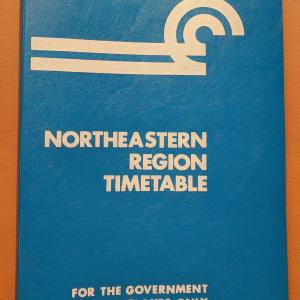 NORTHEASTERN
REGION
TIMETABLE
FOR THE GOVERNMENT